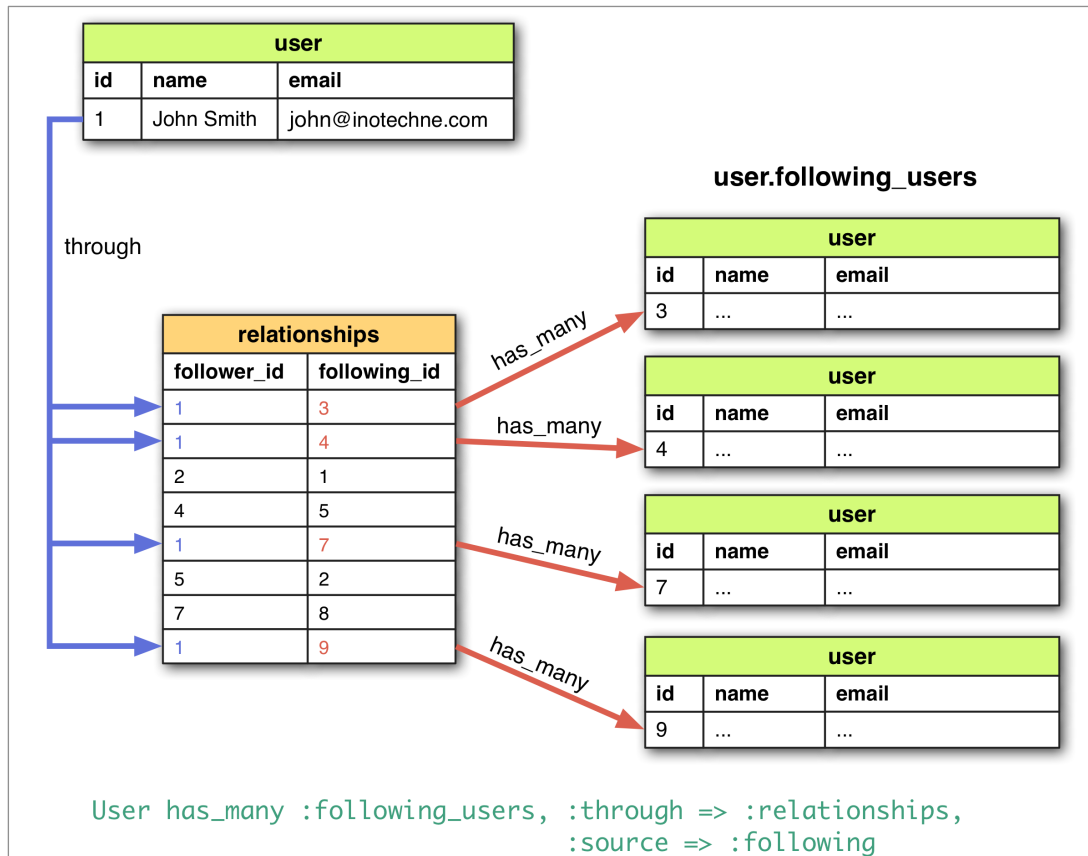 user
id name email
1 John Smith john@inotechne.com
user.following_users
through
user
id name email
3 ... ...
has_many
relationships
follower_id following_id
1 3
1 4
2 1
4 5
1 7
5 2
7 8
1 9
has_many
user
id name email
4 ... ...
has_many
user
id name email
7 ... ...
has_many
user
id name email
9 ... ...
User has_many :following_users, :through => :relationships,
:source => :following